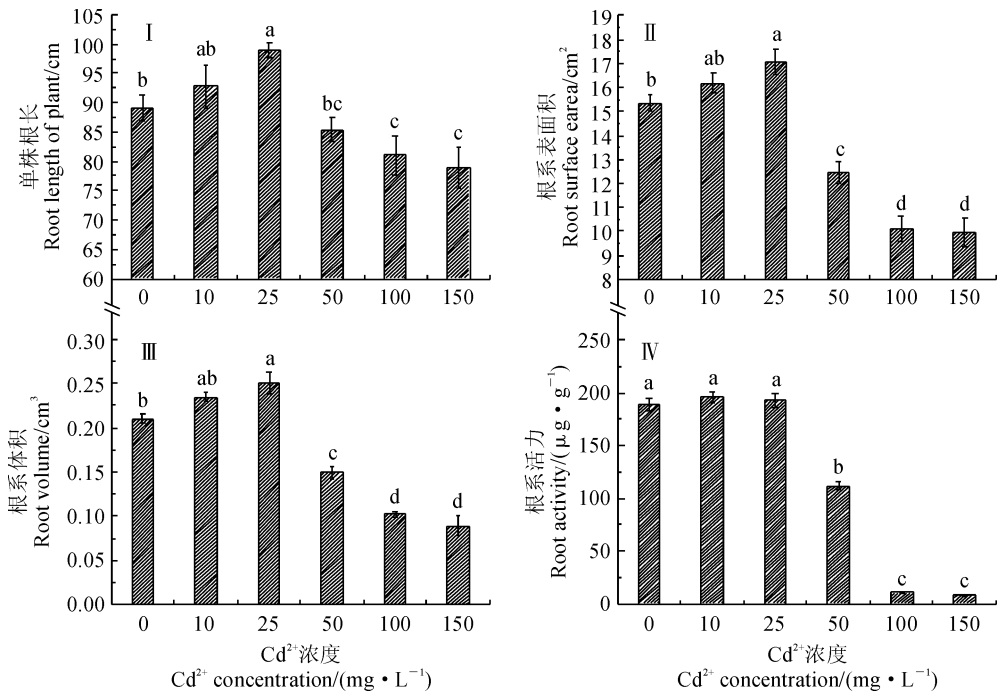 Ⅰ
单株根长
Root length of plant/cm
105
100
95
90
85
80
75
70
65
60
b
ab
a
bc
c
c
0 10 25 50 100 150
Ⅱ
根系表面积
Root surface earea/cm²
19
18
17
16
15
14
13
12
11
10
9
8
b
ab
a
c
d
d
0 10 25 50 100 150
Ⅲ
根系体积
Root volume/cm³
0.30
0.25
0.20
0.15
0.10
0.05
0.00
b
ab
a
c
d
d
0 10 25 50 100 150
Cd²⁺浓度
Cd²⁺ concentration/(mg·L⁻¹)
Ⅳ
根系活力
Root activity/(μg·g⁻¹)
250
200
150
100
50
0
a
a
a
b
c
c
0 10 25 50 100 150
Cd²⁺浓度
Cd²⁺ concentration/(mg·L⁻¹)